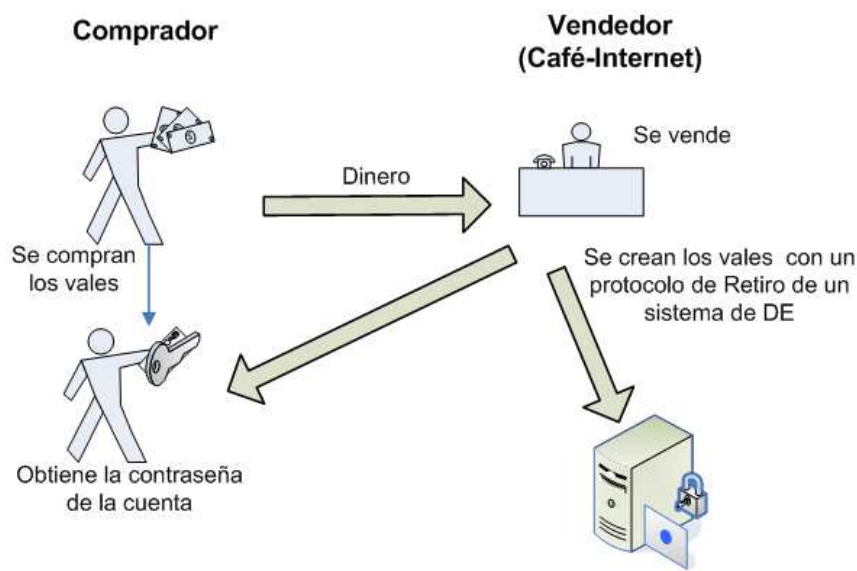 Comprador
Vendedor
(Café-Internet)
Se vende
Dinero
Se compran
los vales
Se crean los vales con un
protocolo de Retiro de un
sistema de DE
Obtiene la contraseña
de la cuenta